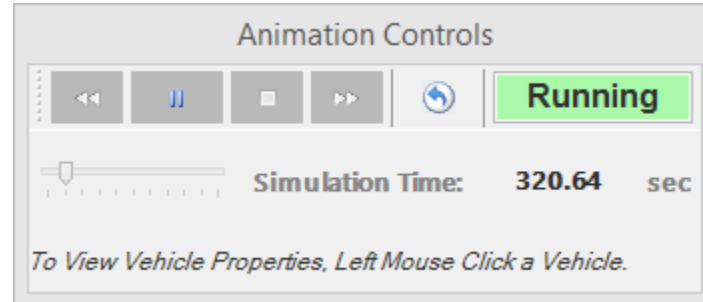 Animation Controls
Running
Simulation Time: 320.64 sec
To View Vehicle Properties, Left Mouse Click a Vehicle.